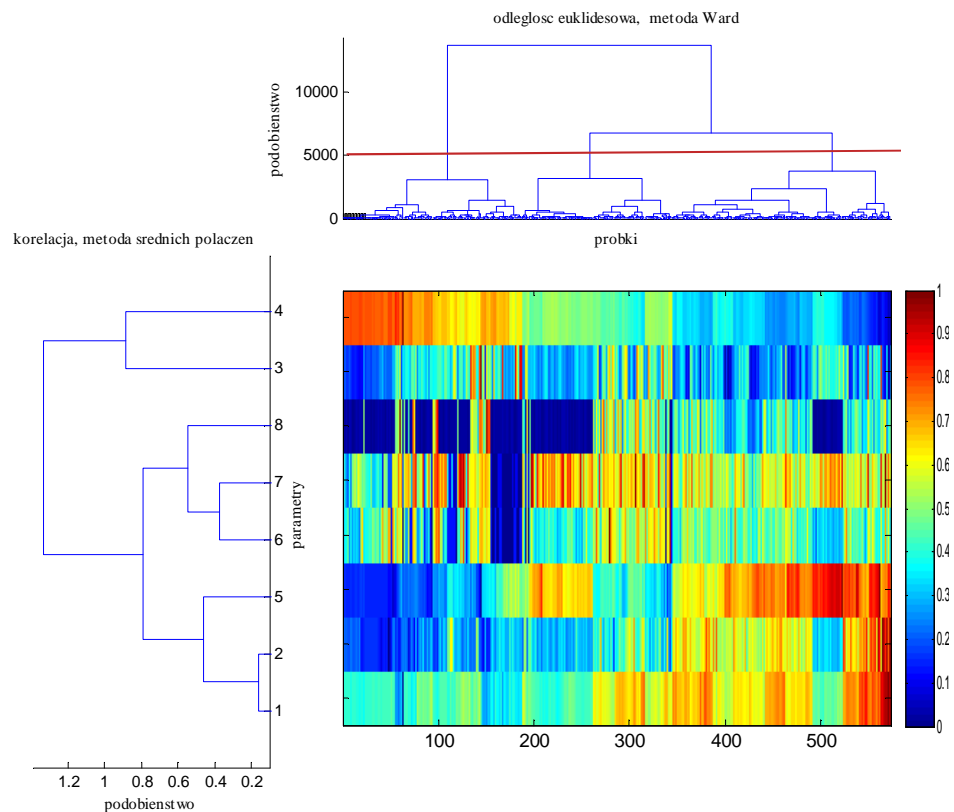 odleglosc euklidesowa, metoda Ward
podobienstwo
10000
5000
0
probki
korelacja, metoda srednich polaczen
4
3
8
7
6
5
2
1
parametry
1.2 1 0.8 0.6 0.4 0.2
podobienstwo
100 200 300 400 500
1
0.9
0.8
0.7
0.6
0.5
0.4
0.3
0.2
0.1
0